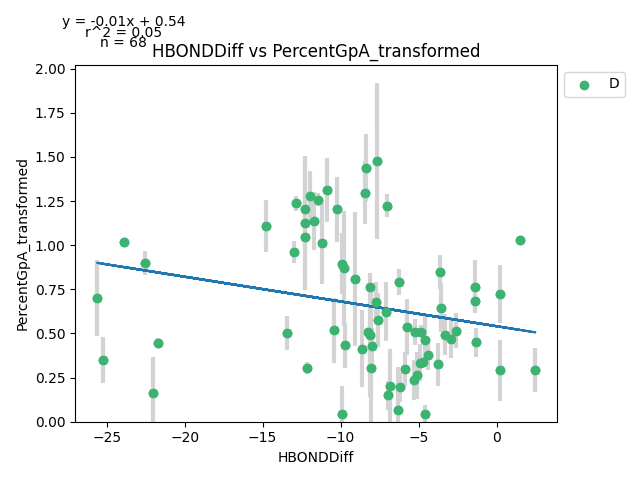 y = -0.01x + 0.54
r^2 = 0.05
n = 68
HBONDDiff vs PercentGpA_transformed
D
2.00
1.75
1.50
1.25
1.00
0.75
0.50
0.25
0.00
PercentGpA_transformed
−25
−20
−15
−10
−5
0
HBONDDiff